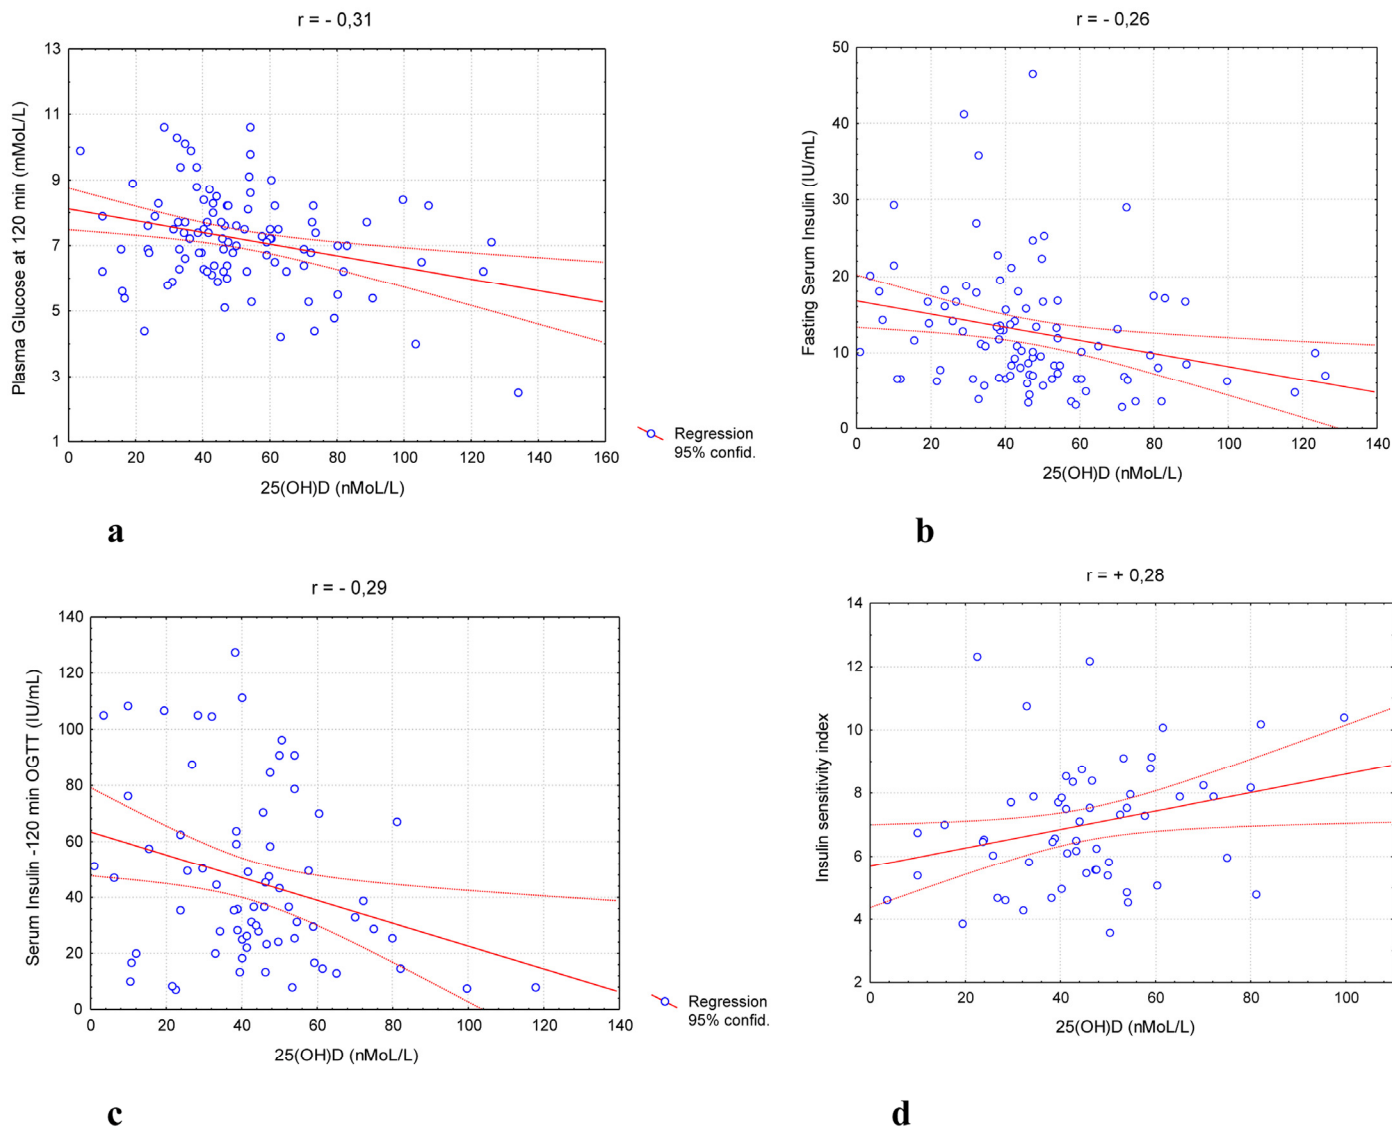 r = - 0,31
Plasma Glucose at 120 min (mMoL/L)
13
11
9
7
5
3
1
0 20 40 60 80 100 120 140 160
25(OH)D (nMoL/L)
Regression
95% confid.
a
r = - 0,26
Fasting Serum Insulin (IU/mL)
50
40
30
20
10
0
0 20 40 60 80 100 120 140
25(OH)D (nMoL/L)
b
r = - 0,29
Serum Insulin -120 min OGTT (IU/mL)
140
120
100
80
60
40
20
0
0 20 40 60 80 100 120 140
25(OH)D (nMoL/L)
Regression
95% confid.
c
r = + 0,28
Insulin sensitivity index
14
12
10
8
6
4
2
0 20 40 60 80 100
25(OH)D (nMoL/L)
d